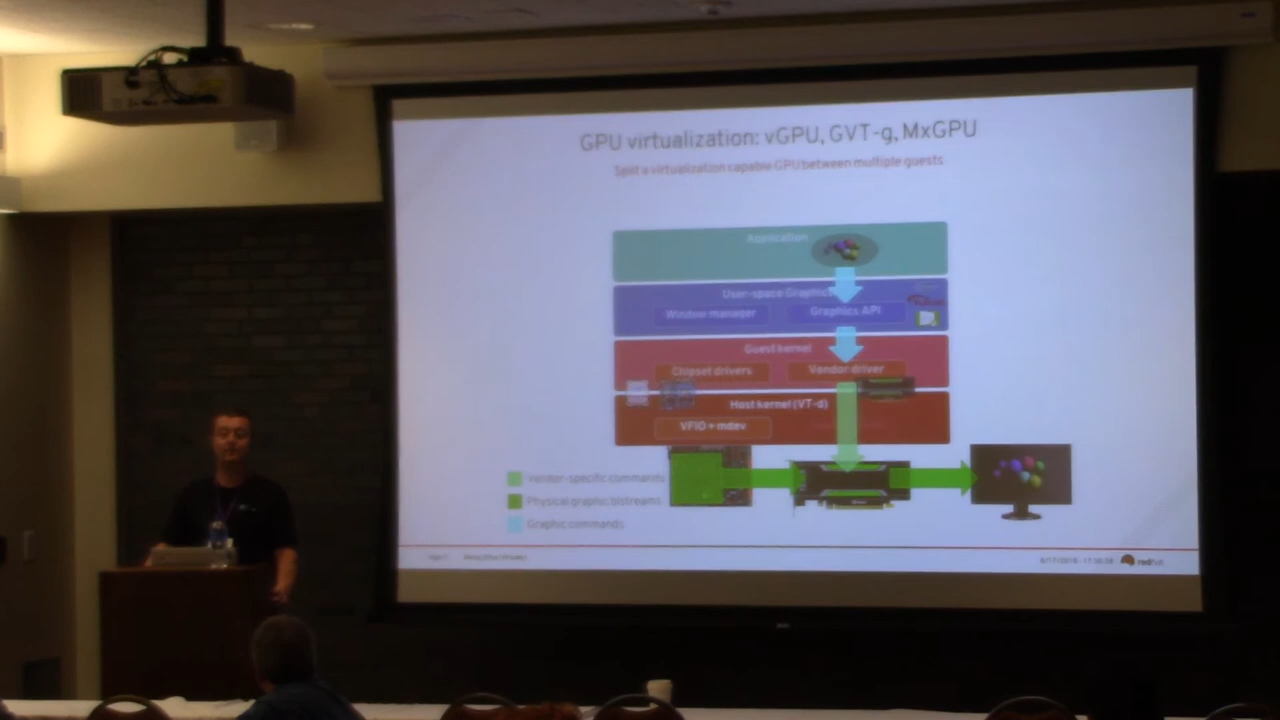 GPU virtualization: vGPU, GVT-g, MxGPU
Split a virtualization capable GPU between multiple guests
Application
User-space Graphics
Window manager
Graphics API
Guest kernel
Chipset drivers
Vendor driver
Host kernel (VT-d)
VFIO + mdev
Vendor-specific commands
Physical graphic bitstreams
Graphic commands
redhat